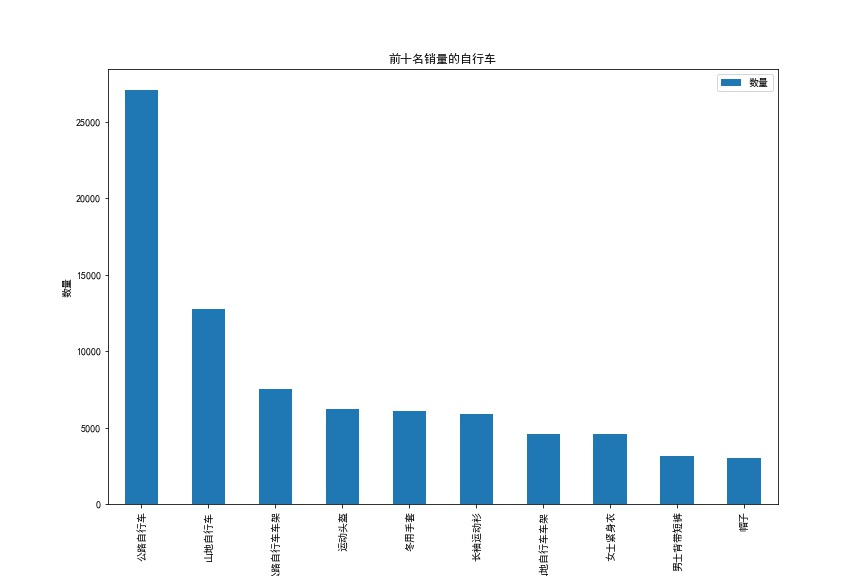 前十名销量的自行车
数量
25000
20000
15000
10000
5000
0
数量
公路自行车
山地自行车
路自行车车架
运动头盔
冬用手套
长袖运动衫
地自行车车架
女士紧身衣
男士背带短裤
帽子